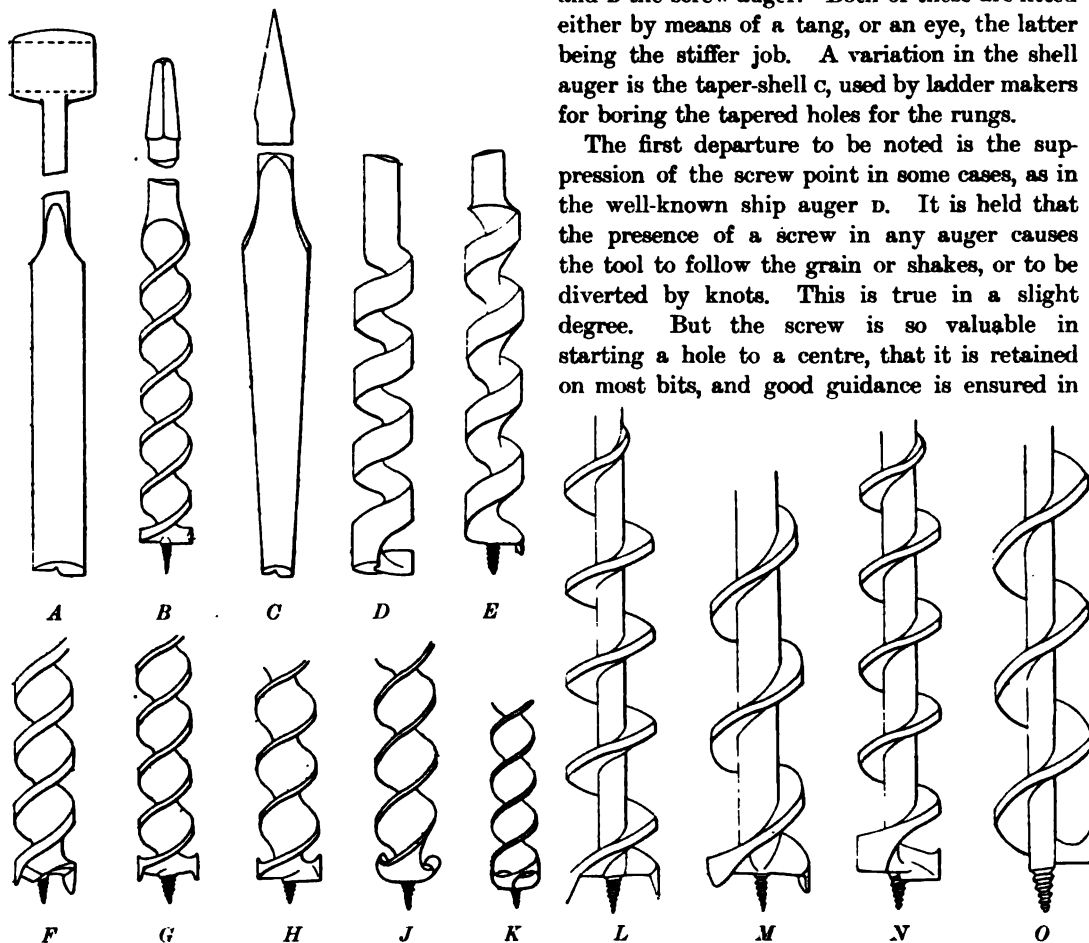 and B the screw auger. Both of these are fitted
either by means of a tang, or an eye, the latter
being the stiffer job. A variation in the shell
auger is the taper-shell C, used by ladder makers
for boring the tapered holes for the rungs.
The first departure to be noted is the sup-
pression of the screw point in some cases, as in
the well-known ship auger D. It is held that
the presence of a screw in any auger causes
the tool to follow the grain or shakes, or to be
diverted by knots. This is true in a slight
degree. But the screw is so valuable in
starting a hole to a centre, that it is retained
on most bits, and good guidance is ensured in
A B C D E
F G H J K L M N O